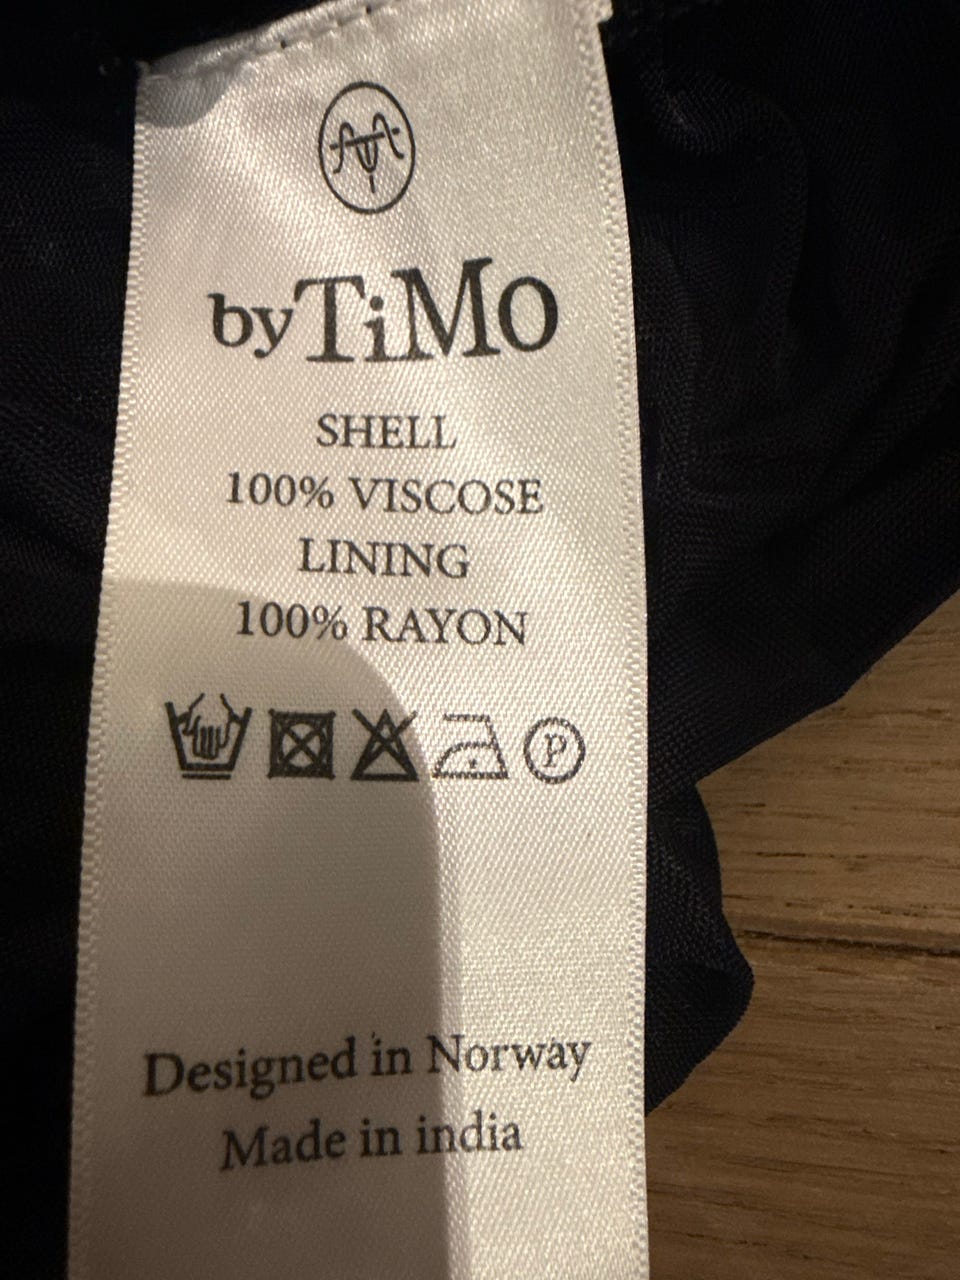 byTiMo
SHELL
100% VISCOSE
LINING
100% RAYON
P
Designed in Norway
Made in india